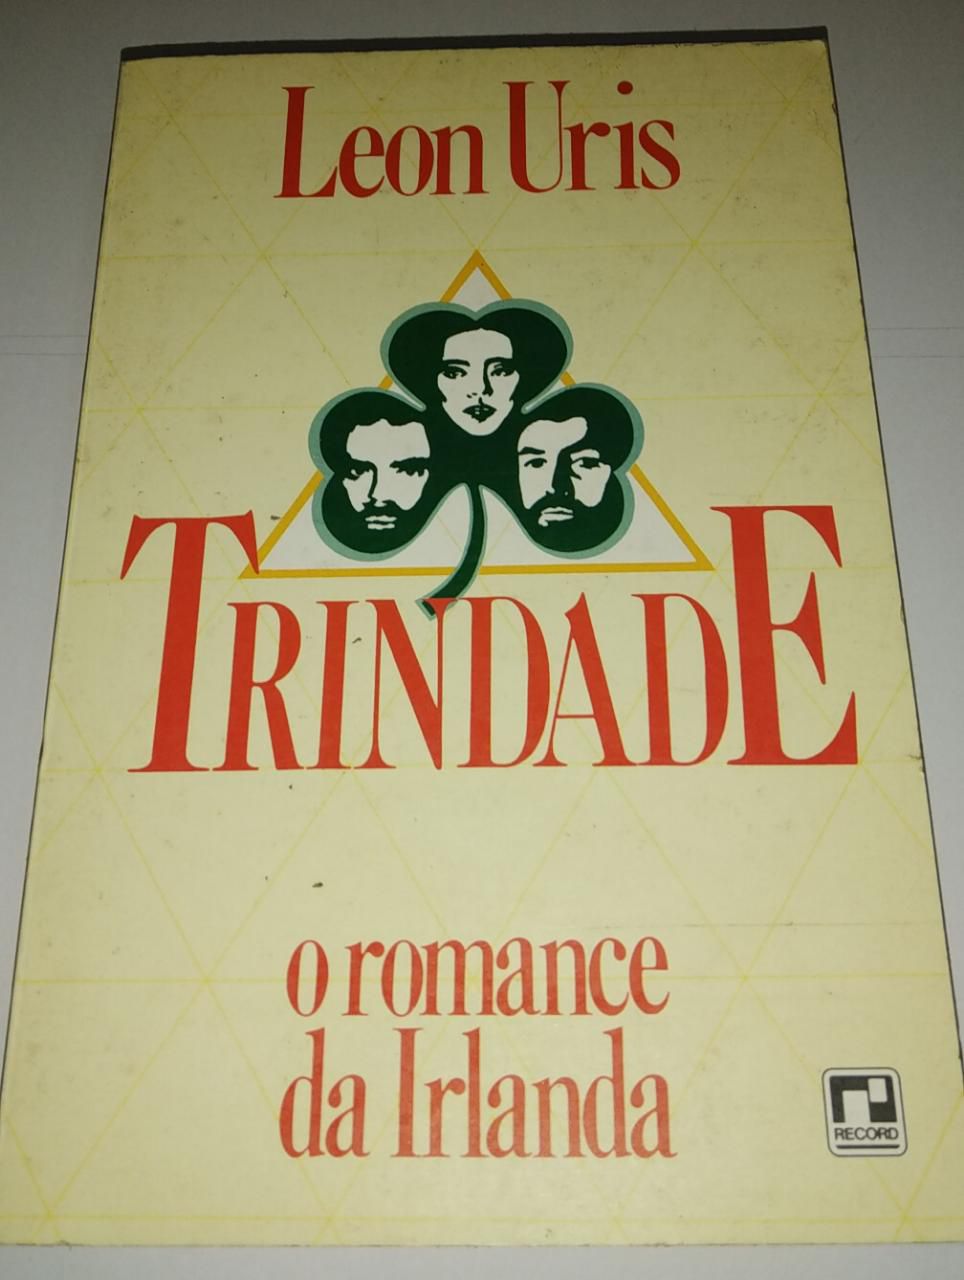 Leon Uris
TRINDADE
o romance
da Irlanda
RECORD